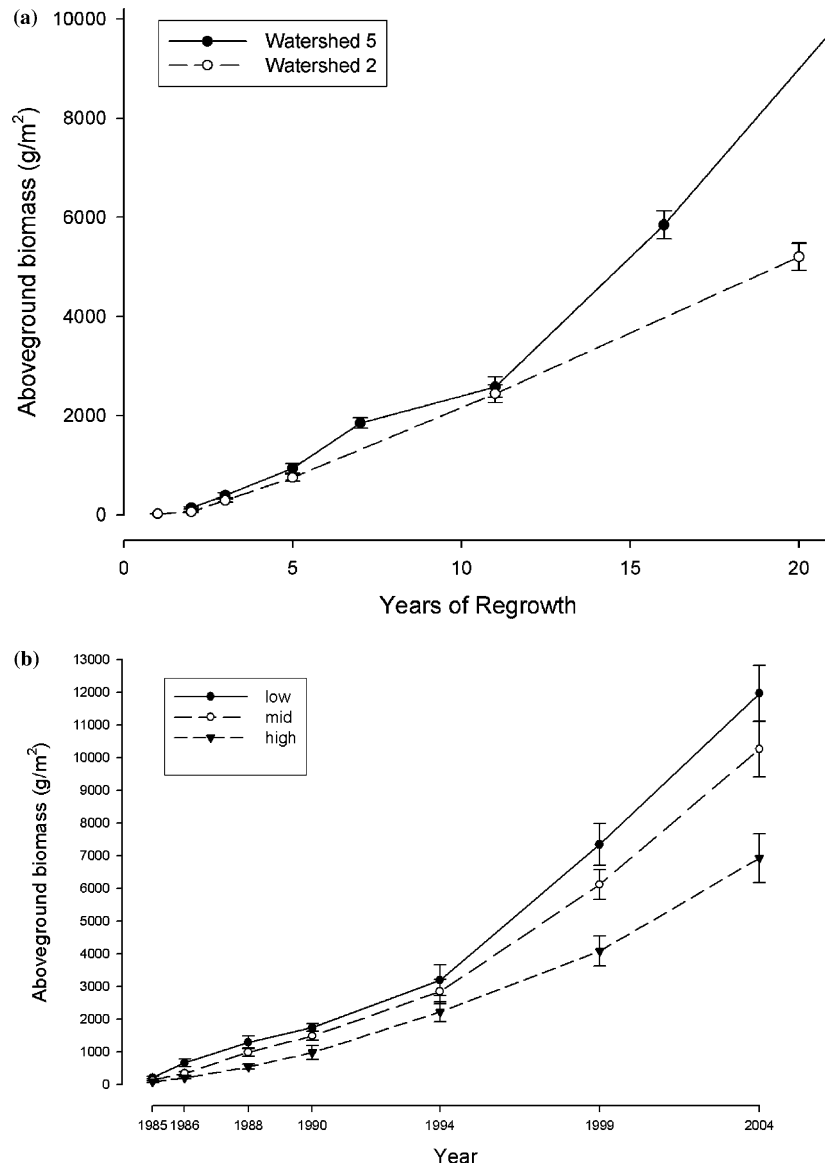 (a)
10000
8000
6000
4000
2000
0
Aboveground biomass (g/m²)
Watershed 5
Watershed 2
0 5 10 15 20
Years of Regrowth
(b)
13000
12000
11000
10000
9000
8000
7000
6000
5000
4000
3000
2000
1000
0
Aboveground biomass (g/m²)
low
mid
high
1985 1986 1988 1990 1994 1999 2004
Year